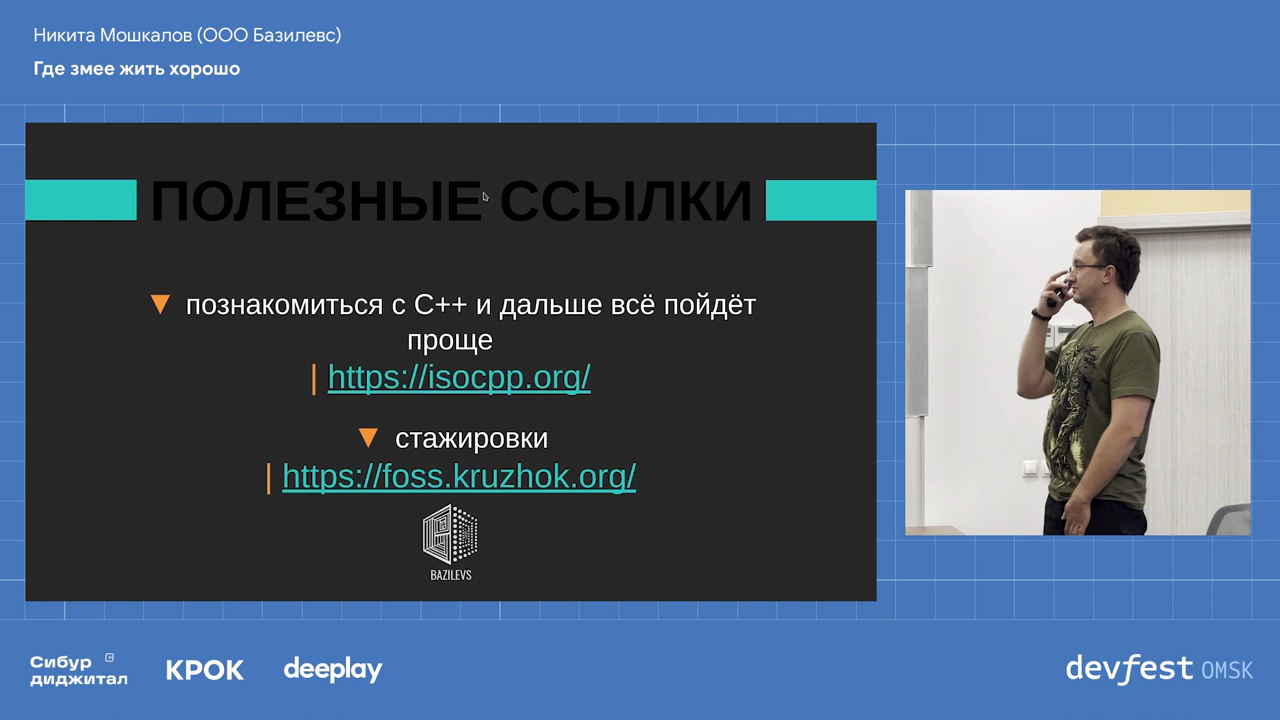 Никита Мошкалов (ООО Базилевс)
Где змее жить хорошо
ПОЛЕЗНЫЕ ССЫЛКИ
▼ познакомиться с C++ и дальше всё пойдёт
проще
| https://isocpp.org/
▼ стажировки
| https://foss.kruzhok.org/
BAZILEVS
Сибур
диджитал
КРОК
deeplay
devfest OMSK